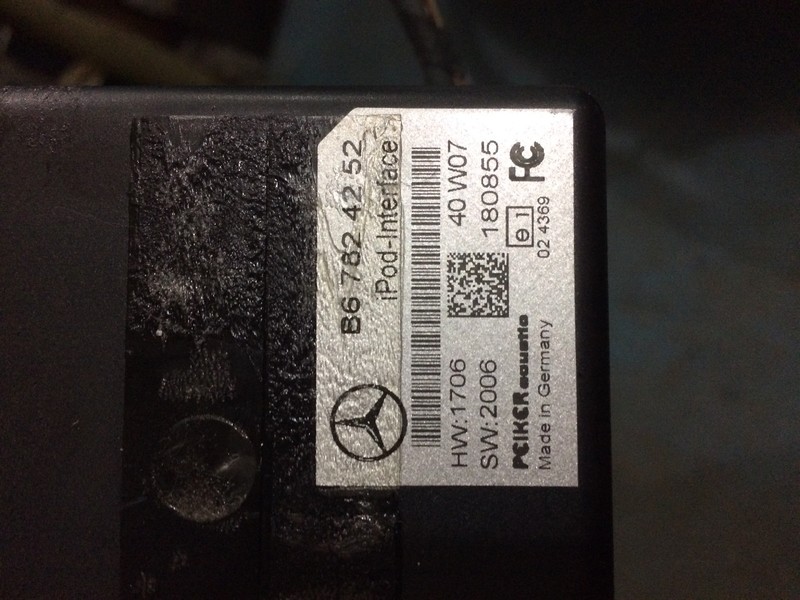 B6 782 42 52
iPod-Interface
HW:1706 40 W07
SW:2006 180855
PEIKER acustic
Made In Germany
e 1
02 4369
FC